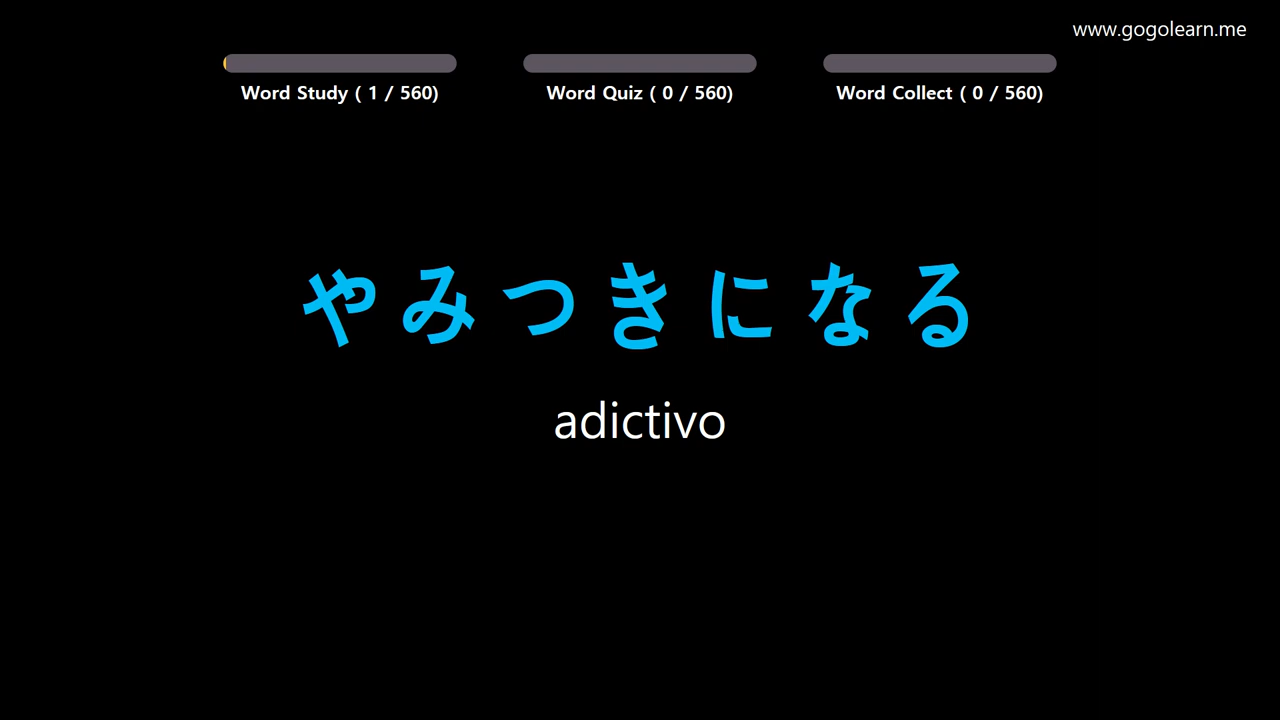 www.gogolearn.me
Word Study ( 1 / 560)
Word Quiz ( 0 / 560)
Word Collect ( 0 / 560)
やみつきになる
adictivo